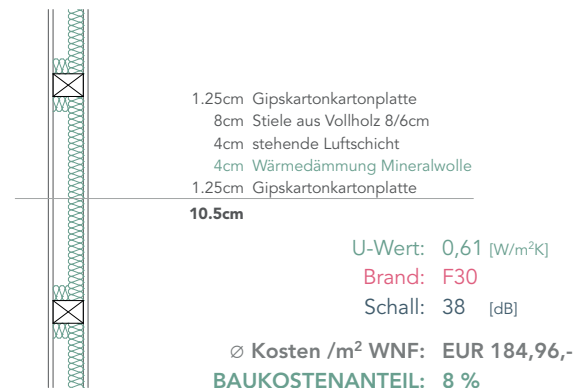 1.25cm Gipskartonkartonplatte
8cm Stiele aus Vollholz 8/6cm
4cm stehende Luftschicht
4cm Wärmedämmung Mineralwolle
1.25cm Gipskartonkartonplatte
10.5cm
U-Wert: 0,61 [W/m²K]
Brand: F30
Schall: 38 [dB]
∅ Kosten /m² WNF: EUR 184,96,-
BAUKOSTENANTEIL: 8 %